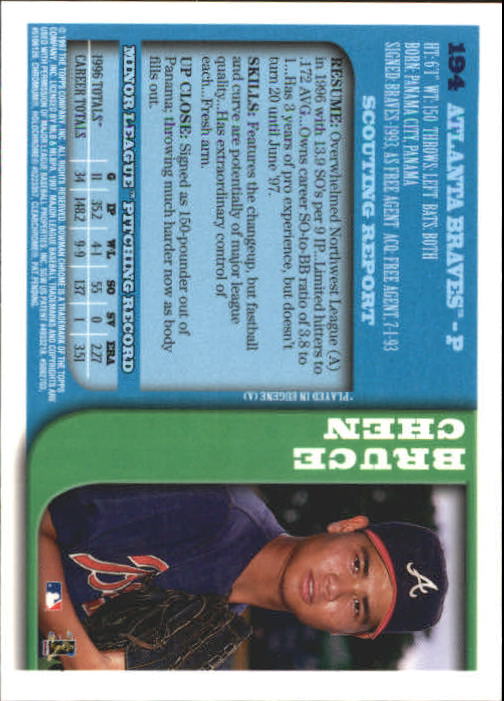 194 ATLANTA BRAVES™ - P
HT: 6'1" WT: 150 THROWS: LEFT BATS: BOTH
BORN: PANAMA CITY, PANAMA
SIGNED: BRAVES 1993, AS FREE AGENT ACQ: FREE AGENT, 7-1-93
SCOUTING REPORT
RESUME: Overwhelmed Northwest League (A)
in 1996 with 13.9 SO's per 9 IP...Limited hitters to
.172 AVG...Owns career SO-to-BB ratio of 3.8 to
1...Has 3 years of pro experience, but doesn't
turn 20 until June '97.
SKILLS: Features the changeup, but fastball
and curve are potentially of major league
quality...Has extraordinary control of
each...Fresh arm.
UP CLOSE: Signed as 150-pounder out of
Panama; throwing much harder now as body
fills out.
MINOR LEAGUE™ PITCHING RECORD
G IP W-L SO SV ERA
1996 TOTALS* 11 35.2 4-1 55 0 2.27
CAREER TOTALS 34 148.2 9-9 137 1 3.51
*PLAYED IN EUGENE (A)
BRUCE
CHEN
A